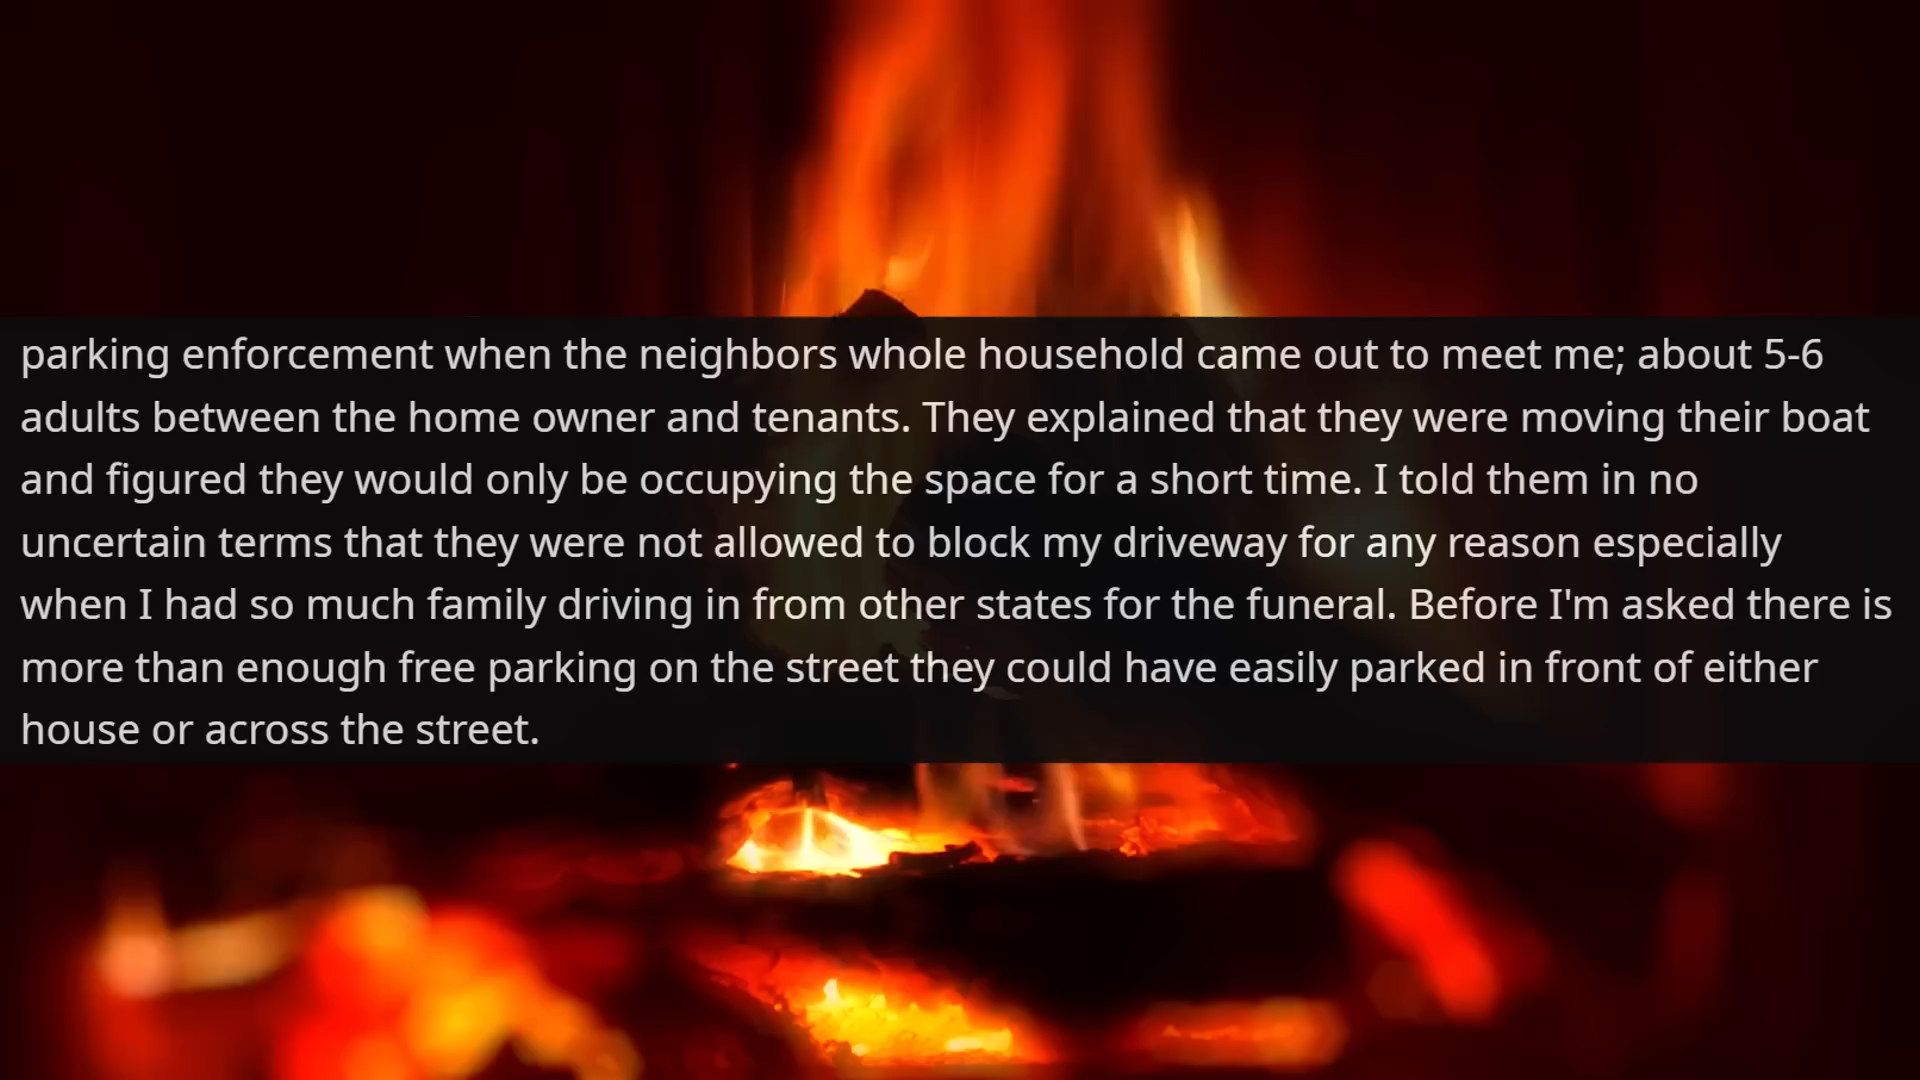 parking enforcement when the neighbors whole household came out to meet me; about 5-6
adults between the home owner and tenants. They explained that they were moving their boat
and figured they would only be occupying the space for a short time. I told them in no
uncertain terms that they were not allowed to block my driveway for any reason especially
when I had so much family driving in from other states for the funeral. Before I'm asked there is
more than enough free parking on the street they could have easily parked in front of either
house or across the street.